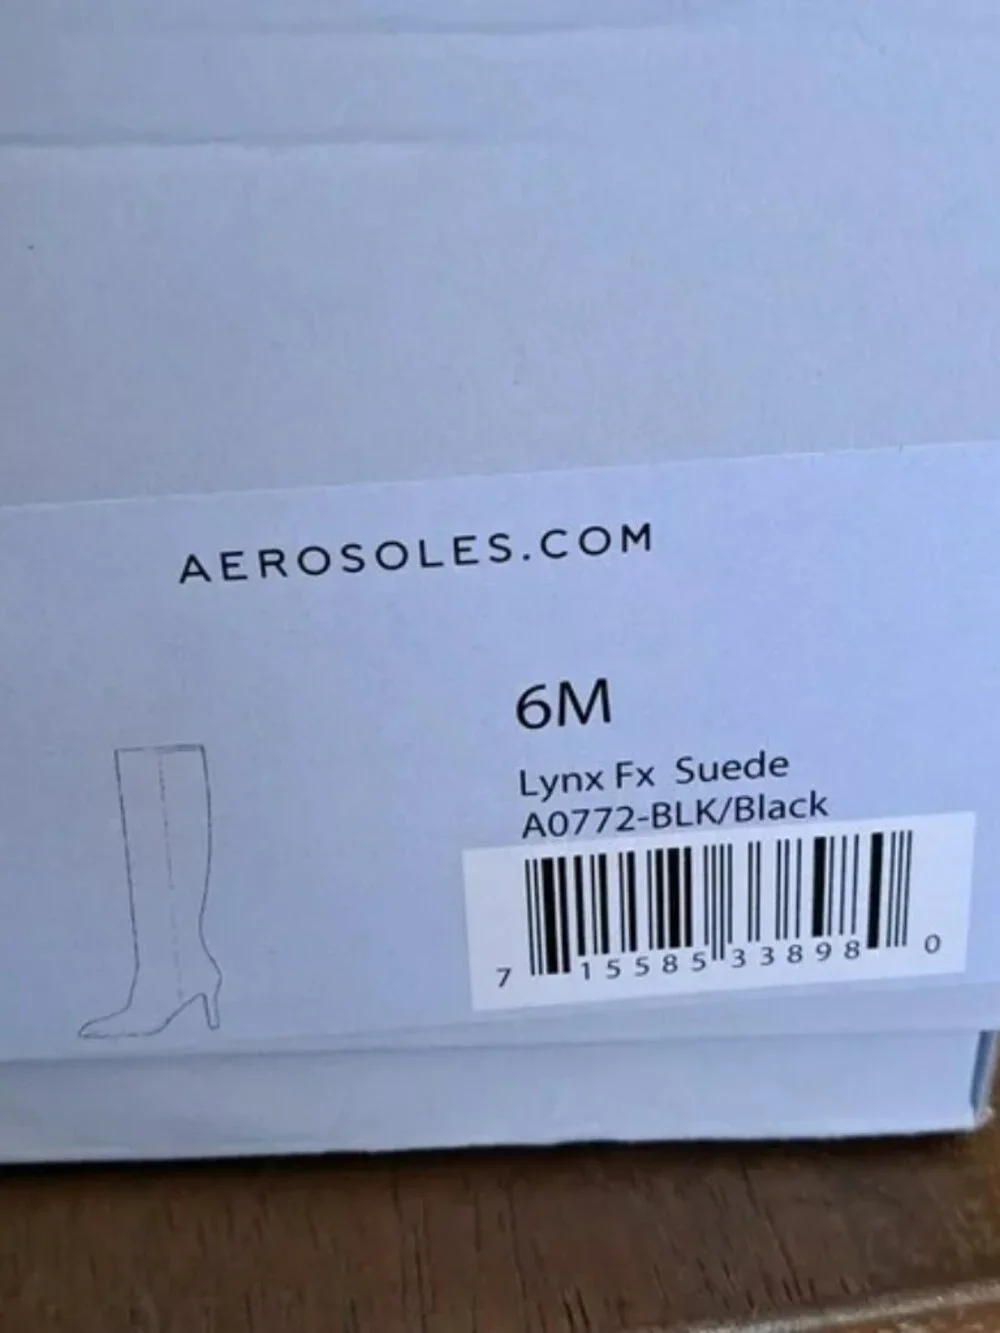 AEROSOLES.COM
6M
Lynx Fx Suede
A0772-BLK/Black
7 15585 33898 0